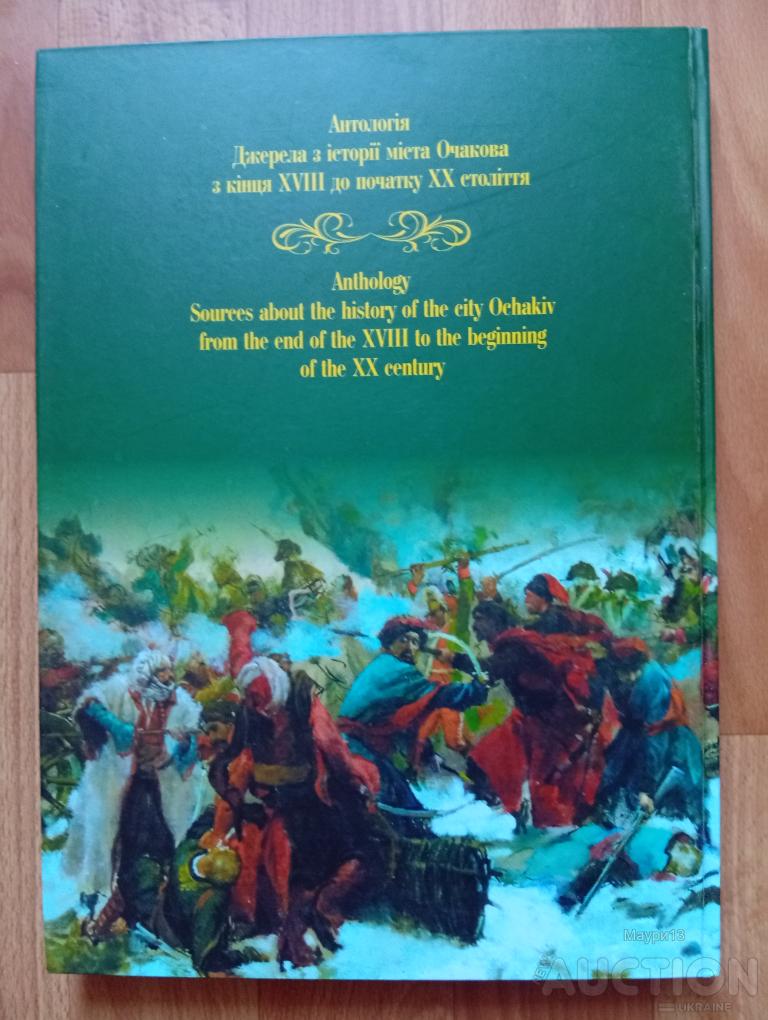 Антологія
Джерела з історії міста Очакова
з кінця XVIII до початку XX століття
Anthology
Sources about the history of the city Ochakiv
from the end of the XVIII to the beginning
of the XX century
Маури13
AUCTION
UKRAINE